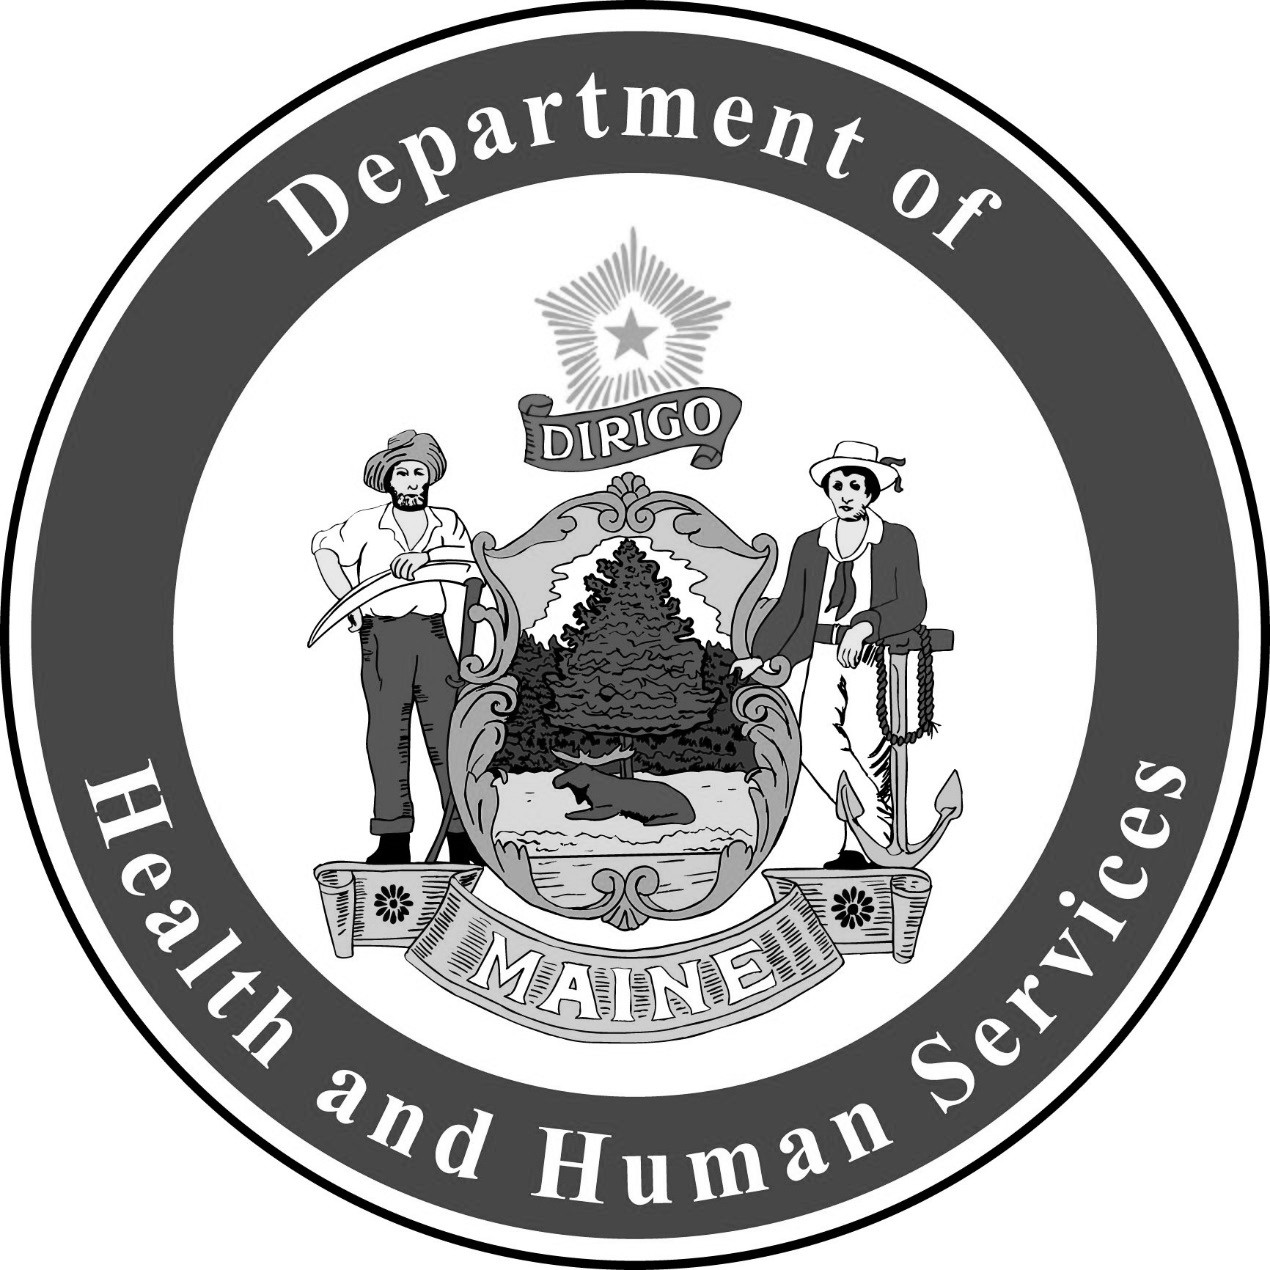 Department of
DIRIGO
MAINE
Health and Human Services